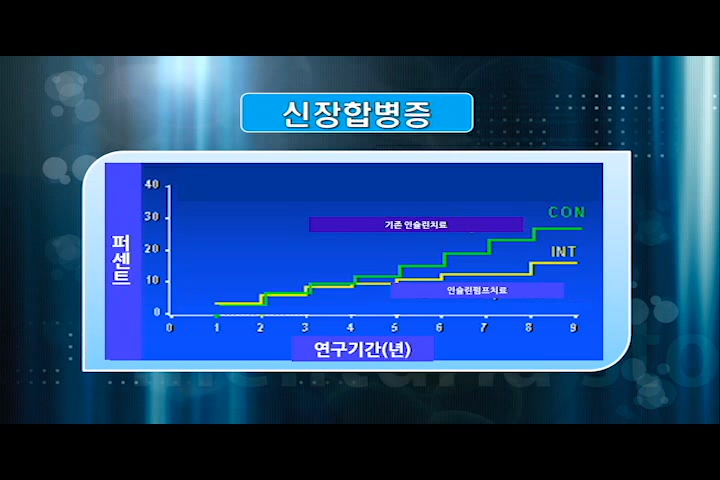 신장합병증
40
30
20
10
0
퍼센트
CON
기존 인슐린치료
INT
인슐린펌프치료
0 1 2 3 4 5 6 7 8 9
연구기간(년)